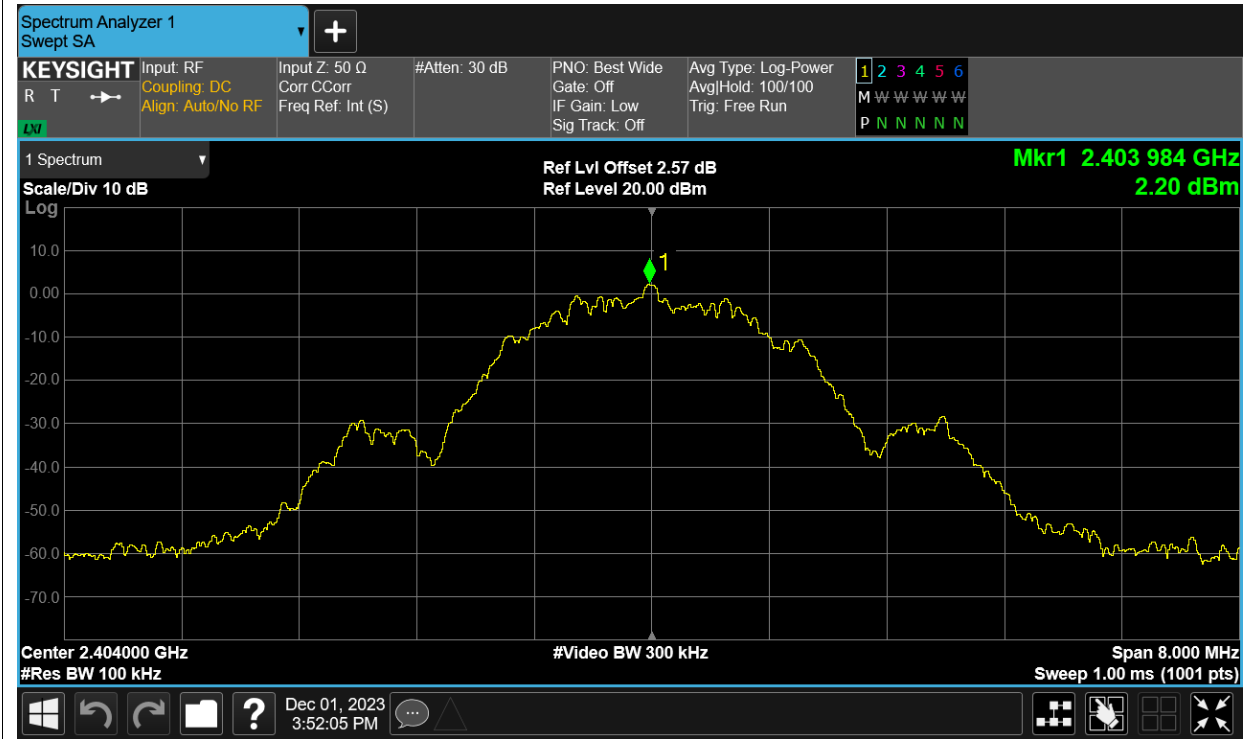 Spectrum Analyzer 1
Swept SA
KEYSIGHT
R T
LXI
Input: RF
Coupling: DC
Align: Auto/No RF
Input Z: 50 Ω
Corr CCorr
Freq Ref: Int (S)
#Atten: 30 dB
PNO: Best Wide
Gate: Off
IF Gain: Low
Sig Track: Off
Avg Type: Log-Power
Avg|Hold: 100/100
Trig: Free Run
1 2 3 4 5 6
M W W W W W
P N N N N N
1 Spectrum
Scale/Div 10 dB
Log
Ref Lvl Offset 2.57 dB
Ref Level 20.00 dBm
Mkr1 2.403 984 GHz
2.20 dBm
1
10.0
0.00
-10.0
-20.0
-30.0
-40.0
-50.0
-60.0
-70.0
Center 2.404000 GHz
#Res BW 100 kHz
#Video BW 300 kHz
Span 8.000 MHz
Sweep 1.00 ms (1001 pts)
?
Dec 01, 2023
3:52:05 PM